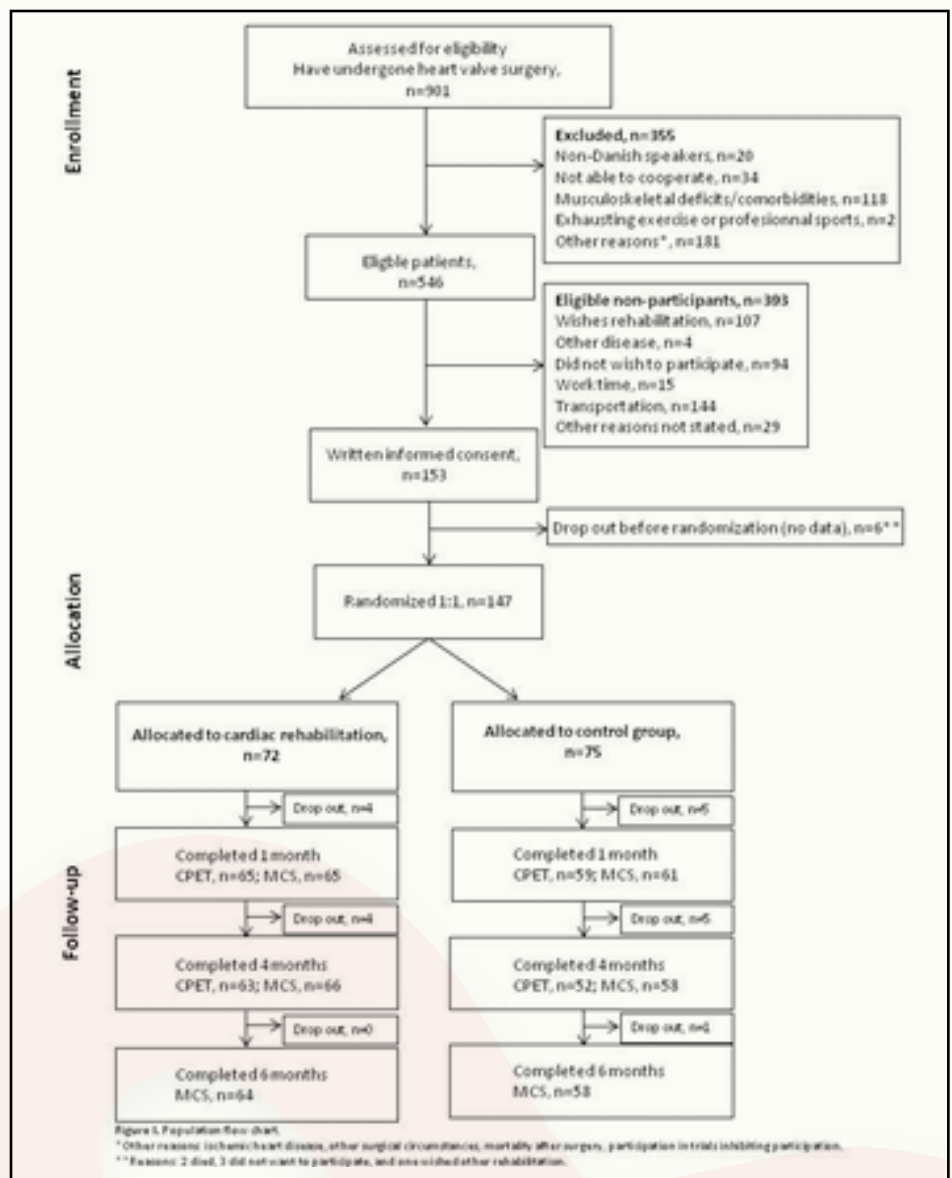 Enrollment
Assessed for eligibility
Have undergone heart valve surgery,
n=901
Excluded, n=355
Non-Danish speakers, n=20
Not able to cooperate, n=34
Musculoskeletal deficits/comorbidities, n=118
Exhausting exercise or profesionnal sports, n=2
Other reasons*, n=181
Eligble patients,
n=546
Eligible non-participants, n=393
Wishes rehabilitation, n=107
Other disease, n=4
Did not wish to participate, n=94
Work time, n=15
Transportation, n=144
Other reasons not stated, n=29
Written informed consent,
n=153
Drop out before randomization (no data), n=6**
Allocation
Randomized 1:1, n=147
Allocated to cardiac rehabilitation,
n=72
Allocated to control group,
n=75
Follow-up
Drop out, n=4
Drop out, n=5
Completed 1 month
CPET, n=65; MCS, n=65
Completed 1 month
CPET, n=59; MCS, n=61
Drop out, n=4
Drop out, n=5
Completed 4 months
CPET, n=63; MCS, n=66
Completed 4 months
CPET, n=52; MCS, n=58
Drop out, n=0
Drop out, n=1
Completed 6 months
MCS, n=64
Completed 6 months
MCS, n=58
Figure 1. Population flow chart.
*Other reasons: ischemic heart disease, other surgical circumstances, mortality after surgery, participation in trials inhibiting participation.
**Reasons: 2 died, 3 did not want to participate, and one wished other rehabilitation.